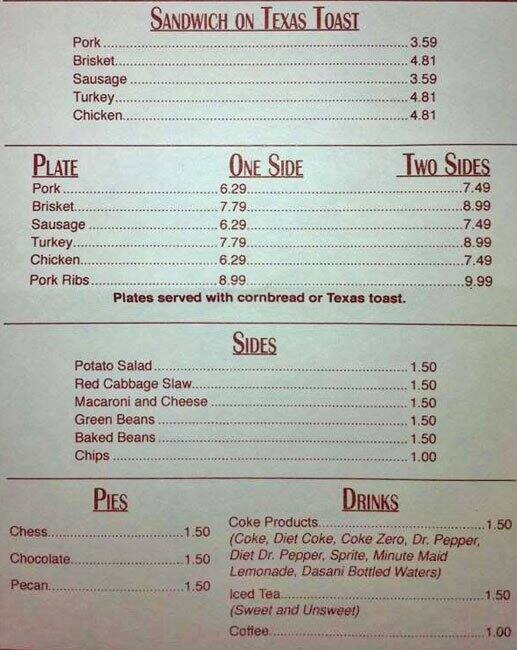 SANDWICH ON TEXAS TOAST
Pork 3.59
Brisket 4.81
Sausage 3.59
Turkey 4.81
Chicken 4.81
PLATE ONE SIDE TWO SIDES
Pork 6.29 7.49
Brisket 7.79 8.99
Sausage 6.29 7.49
Turkey 7.79 8.99
Chicken 6.29 7.49
Pork Ribs 8.99 9.99
Plates served with cornbread or Texas toast.
SIDES
Potato Salad 1.50
Red Cabbage Slaw 1.50
Macaroni and Cheese 1.50
Green Beans 1.50
Baked Beans 1.50
Chips 1.00
PIES
Chess 1.50
Chocolate 1.50
Pecan 1.50
DRINKS
Coke Products 1.50
(Coke, Diet Coke, Coke Zero, Dr. Pepper,
Diet Dr. Pepper, Sprite, Minute Maid
Lemonade, Dasani Bottled Waters)
Iced Tea 1.50
(Sweet and Unsweet)
Coffee 1.00